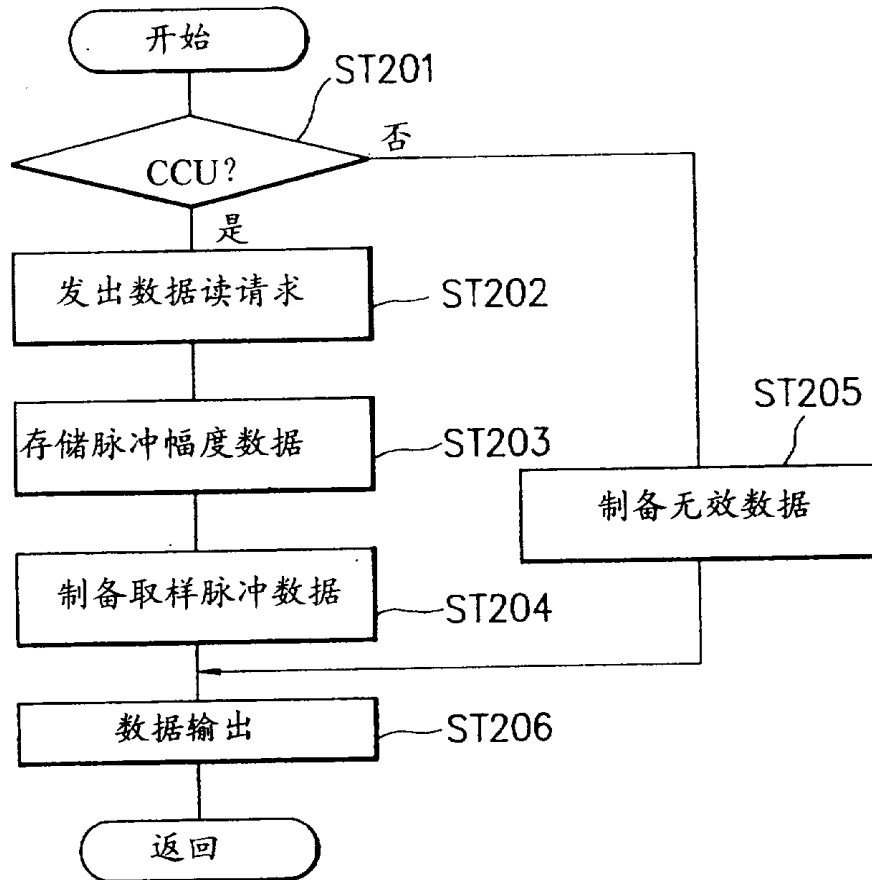 开始
ST201
CCU?
否
是
发出数据读请求
ST202
存储脉冲幅度数据
ST203
ST205
制备无效数据
制备取样脉冲数据
ST204
数据输出
ST206
返回